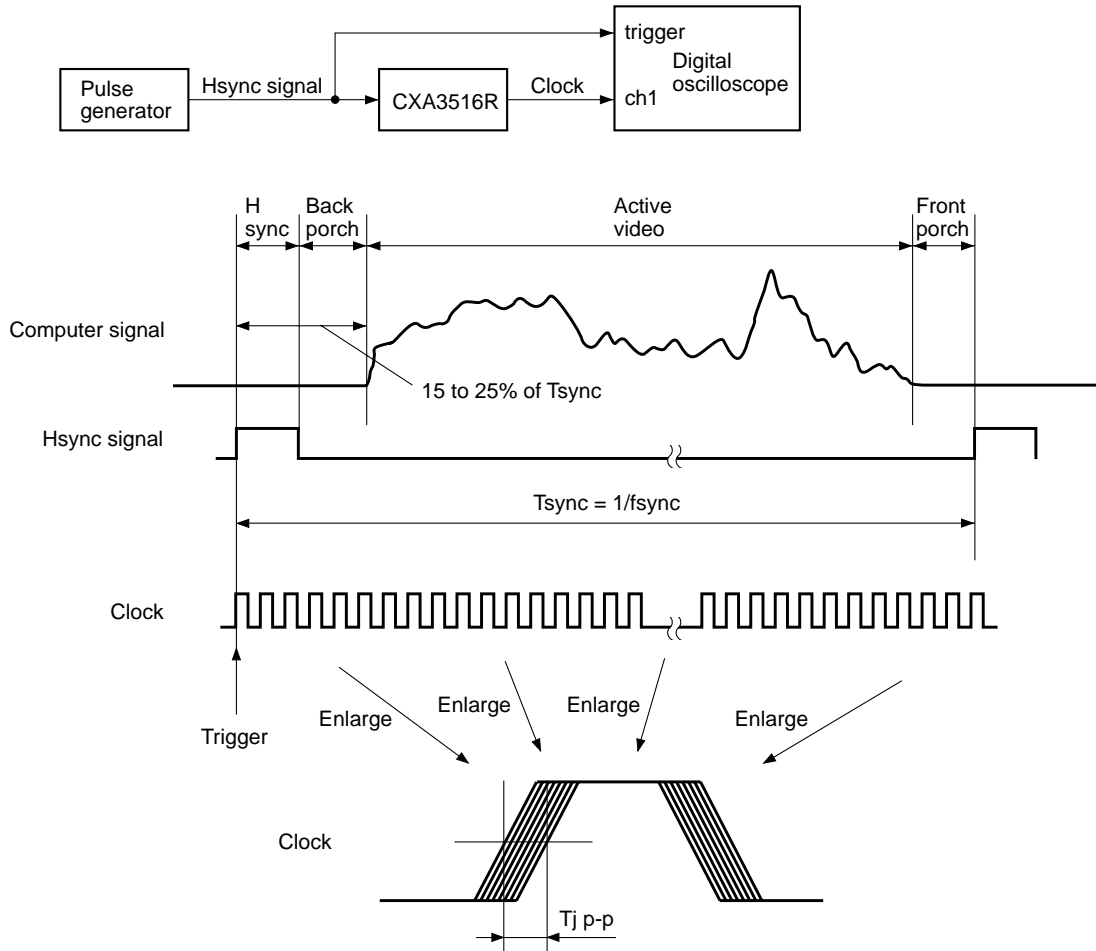 trigger
Digital
oscilloscope
ch1
Pulse
generator
Hsync signal
CXA3516R
Clock
H
sync
Back
porch
Active
video
Front
porch
Computer signal
15 to 25% of Tsync
Hsync signal
Tsync = 1/fsync
Clock
Trigger
Enlarge
Enlarge
Enlarge
Enlarge
Clock
Tj p-p